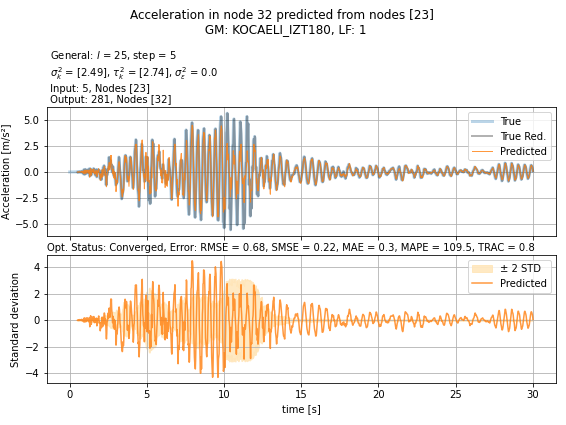 Acceleration in node 32 predicted from nodes [23]
GM: KOCAELI_IZT180, LF: 1
General: l = 25, step = 5
σ²ₖ = [2.49], τ²ₖ = [2.74], σ²ε = 0.0
Input: 5, Nodes [23]
Output: 281, Nodes [32]
Acceleration [m/s²]
5.0
2.5
0.0
−2.5
−5.0
True
True Red.
Predicted
Opt. Status: Converged, Error: RMSE = 0.68, SMSE = 0.22, MAE = 0.3, MAPE = 109.5, TRAC = 0.8
Standard deviation
4
2
0
−2
−4
± 2 STD
Predicted
0 5 10 15 20 25 30
time [s]